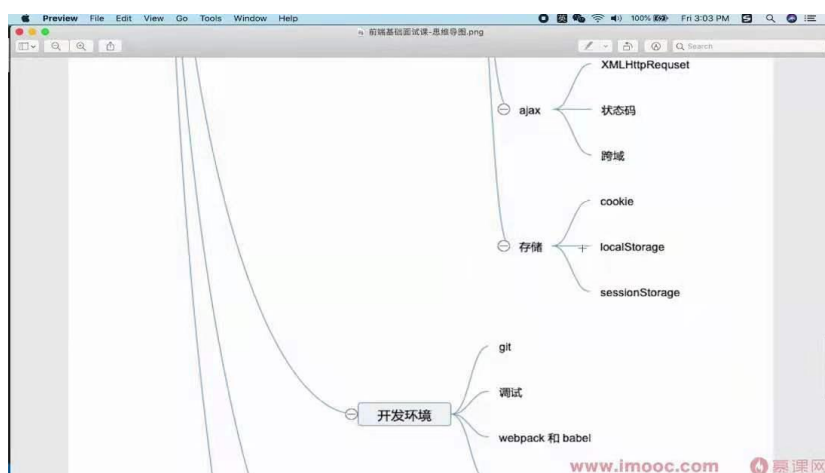 Preview File Edit View Go Tools Window Help
100% Fri 3:03 PM
前端基础面试课-思维导图.png
Search
XMLHttpRequset
ajax
状态码
跨域
cookie
存储
localStorage
sessionStorage
git
调试
开发环境
webpack 和 babel
www.imooc.com 慕课网